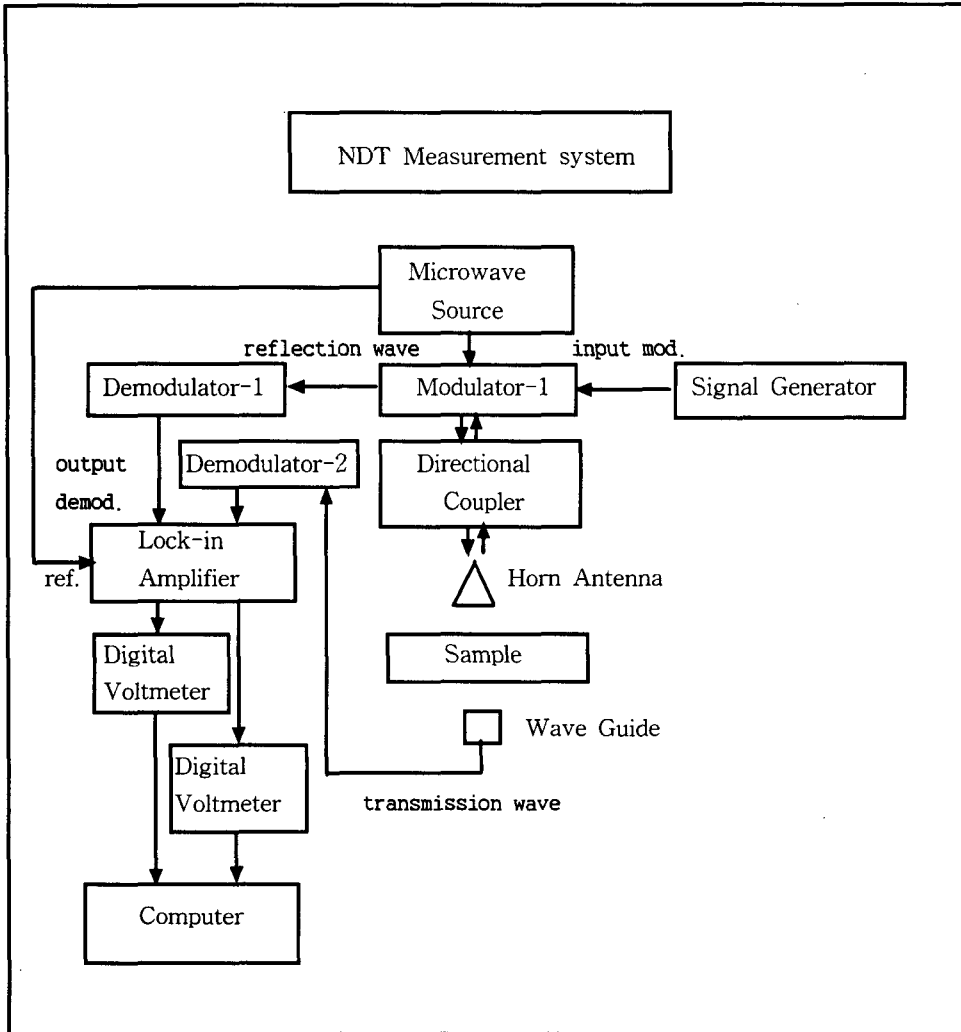 NDT Measurement system
Microwave
Source
reflection wave
input mod.
Demodulator-1
Modulator-1
Signal Generator
output
demod.
Demodulator-2
Directional
Coupler
ref.
Lock-in
Amplifier
Horn Antenna
Digital
Voltmeter
Sample
Wave Guide
Digital
Voltmeter
transmission wave
Computer